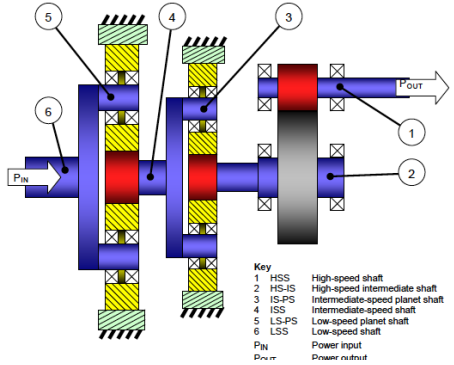 5
4
3
6
PIN
POUT
1
2
Key
1 HSS High-speed shaft
2 HS-IS High-speed intermediate shaft
3 IS-PS Intermediate-speed planet shaft
4 ISS Intermediate-speed shaft
5 LS-PS Low-speed planet shaft
6 LSS Low-speed shaft
PIN Power input
POUT Power output